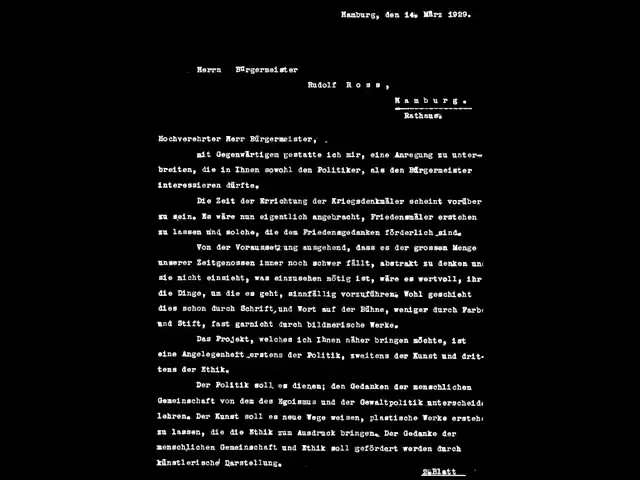 Hamburg, den 14. März 1929.
Herrn Bürgermeister
Rudolf Ross,
Hamburg.
Rathaus.
Hochverehrter Herr Bürgermeister,
mit Gegenwärtigen gestatte ich mir, eine Anregung zu unter-
breiten, die in Ihnen sowohl den Politiker, als den Bürgermeister
interessieren dürfte.
Die Zeit der Errichtung der Kriegsdenkmäler scheint vorüber
zu sein. Es wäre nun eigentlich angebracht, Friedensmäler erstehen
zu lassen und solche, die dem Friedensgedanken förderlich sind.
Von der Voraussetzung ausgehend, dass es der grossen Menge
unserer Zeitgenossen immer noch schwer fällt, abstrakt zu denken und
sie nicht einsieht, was einzusehen nötig ist, wäre es wertvoll, ihr
die Dinge, um die es geht, sinnfällig vorzuführen. Wohl geschieht
dies schon durch Schrift und Wort auf der Bühne, weniger durch Farb
und Stift, fast garnicht durch bildnerische Werke.
Das Projekt, welches ich Ihnen näher bringen möchte, ist
eine Angelegenheit erstens der Politik, zweitens der Kunst und drit-
tens der Ethik.
Der Politik soll es dienen; den Gedanken der menschlichen
Gemeinschaft von dem des Egoismus und der Gewaltpolitik unterscheide
lehren. Der Kunst soll es neue Wege weisen, plastische Werke erstehe
zu lassen, die die Ethik zum Ausdruck bringen. Der Gedanke der
menschlichen Gemeinschaft und Ethik soll gefördert werden durch
künstlerische Darstellung.
2.Blatt